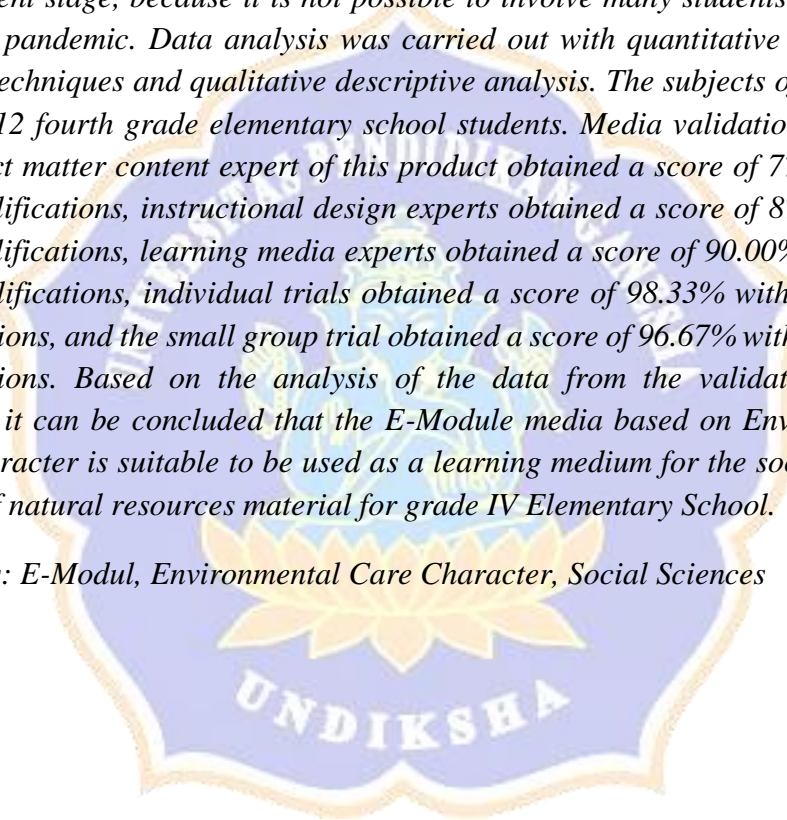 stage, because it is not possible to involve many students
pandemic. Data analysis was carried out with quantitative
echniques and qualitative descriptive analysis. The subjects o
12 fourth grade elementary school students. Media validatio
ct matter content expert of this product obtained a score of 7
lifications, instructional design experts obtained a score of 8
lifications, learning media experts obtained a score of 90.00%
lifications, individual trials obtained a score of 98.33% with
ions, and the small group trial obtained a score of 96.67% with
ions. Based on the analysis of the data from the validat
it can be concluded that the E-Module media based on Env
racter is suitable to be used as a learning medium for the soc
f natural resources material for grade IV Elementary School.
: E-Modul, Environmental Care Character, Social Sciences
UNIVERSITAS PENDIDIKAN GANESHA
UNDIKSHA